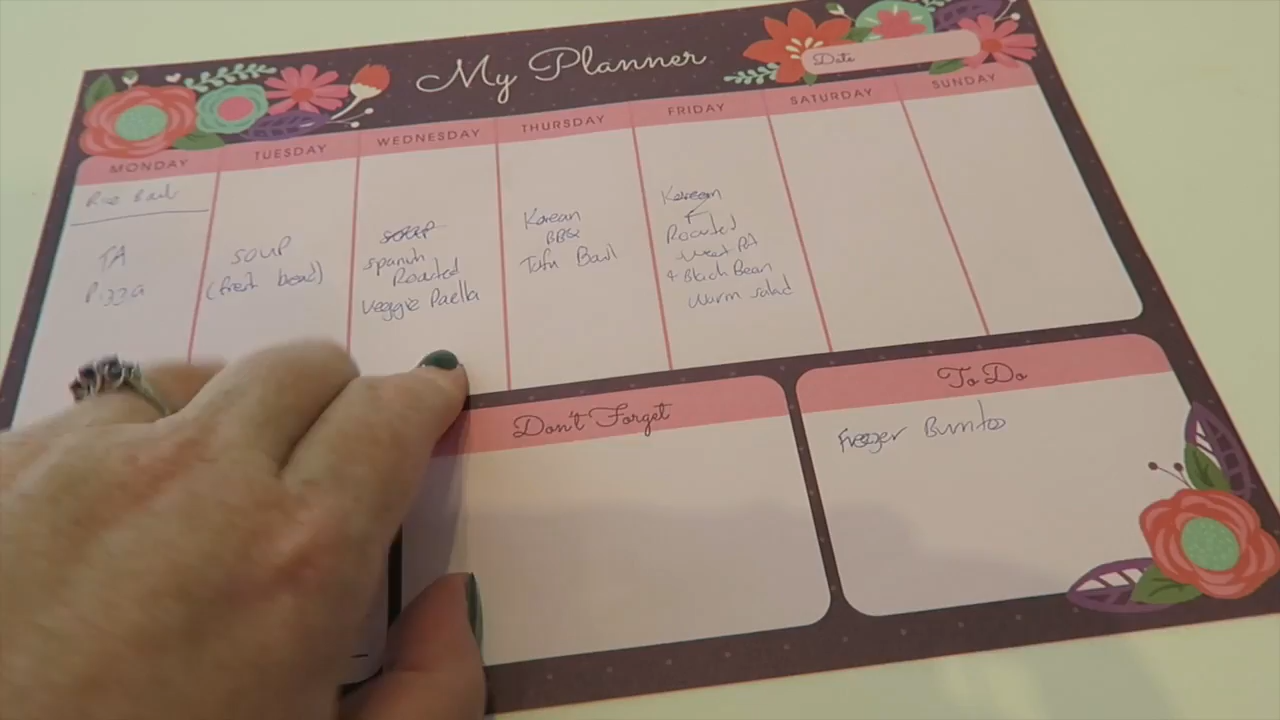 My Planner
Date
MONDAY
TUESDAY
WEDNESDAY
THURSDAY
FRIDAY
SATURDAY
SUNDAY
Rice Bowl
TA
Pizza
SOUP
(fresh bread)
SOUP
Spanish
Roasted
Veggie Paella
Korean
BBQ
Tofu Bowl
Korean
Roasted
Sweet Pot
+ Black Bean
Warm Salad
Don't Forget
To Do
Freezer Burritos